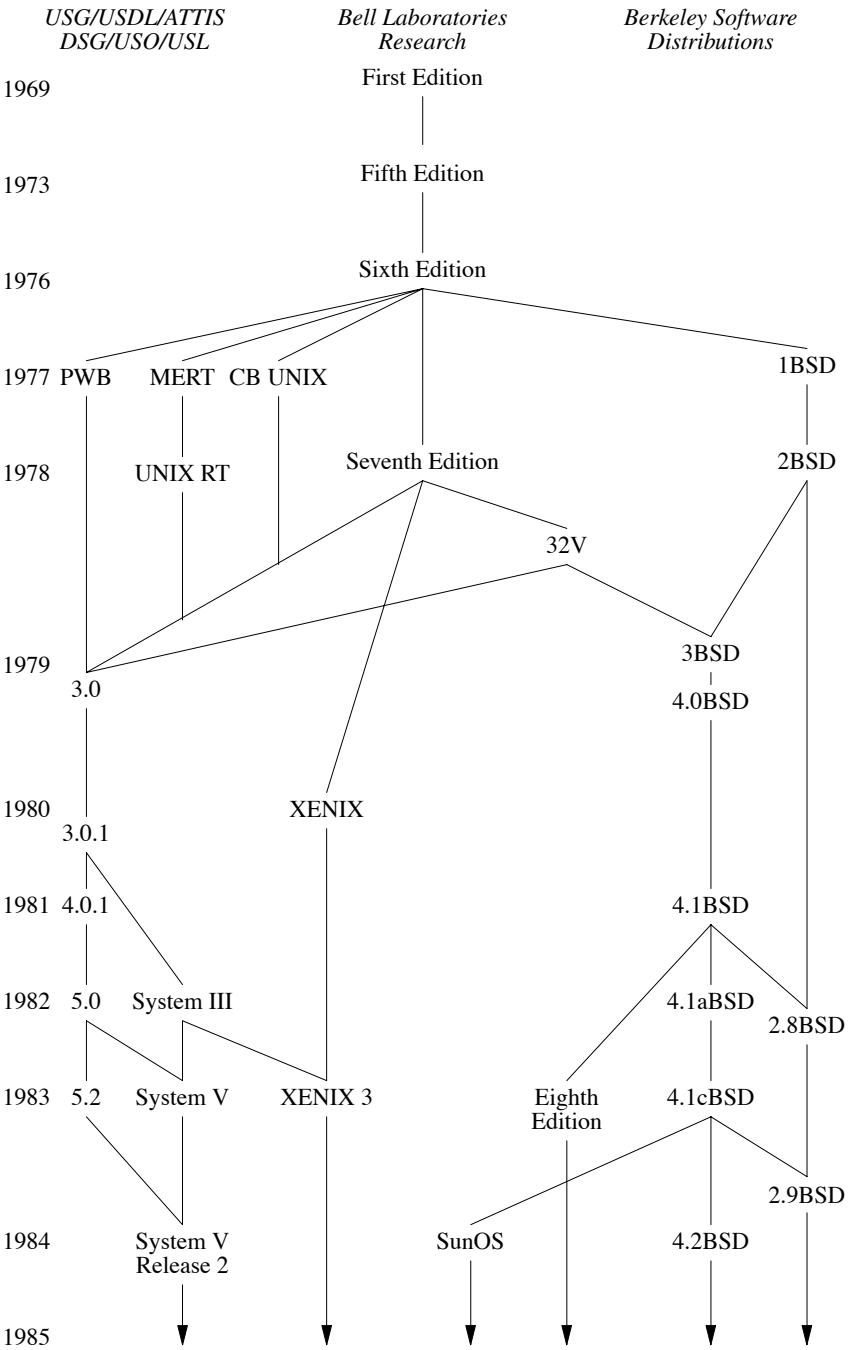 USG/USDL/ATTIS
DSG/USO/USL
Bell Laboratories
Research
Berkeley Software
Distributions
1969
First Edition
1973
Fifth Edition
1976
Sixth Edition
1977
PWB
MERT
CB UNIX
1BSD
1978
UNIX RT
Seventh Edition
2BSD
32V
1979
3.0
3BSD
4.0BSD
1980
XENIX
3.0.1
1981
4.0.1
4.1BSD
1982
5.0
System III
4.1aBSD
2.8BSD
1983
5.2
System V
XENIX 3
Eighth
Edition
4.1cBSD
2.9BSD
1984
System V
Release 2
SunOS
4.2BSD
1985